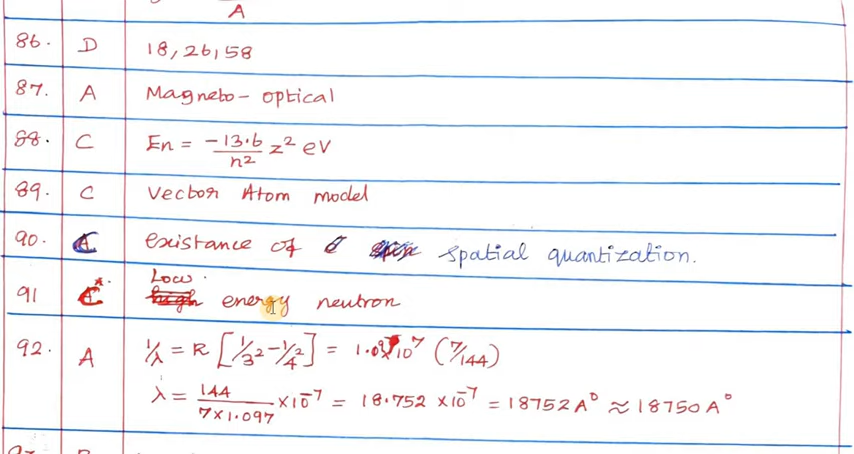 A
86. D 18,26,58
87. A Magneto-optical
88. C En = -13.6/n² z² eV
89. C Vector Atom model
90. existance of spatial quantization.
Low
91 energy neutron
92. A 1/λ = R [1/3² - 1/4²] = 10⁷ (7/144)
λ = 144/7×1.097 ×10⁻⁷ = 18.752 ×10⁻⁷ = 18752 A° ≈ 18750 A°